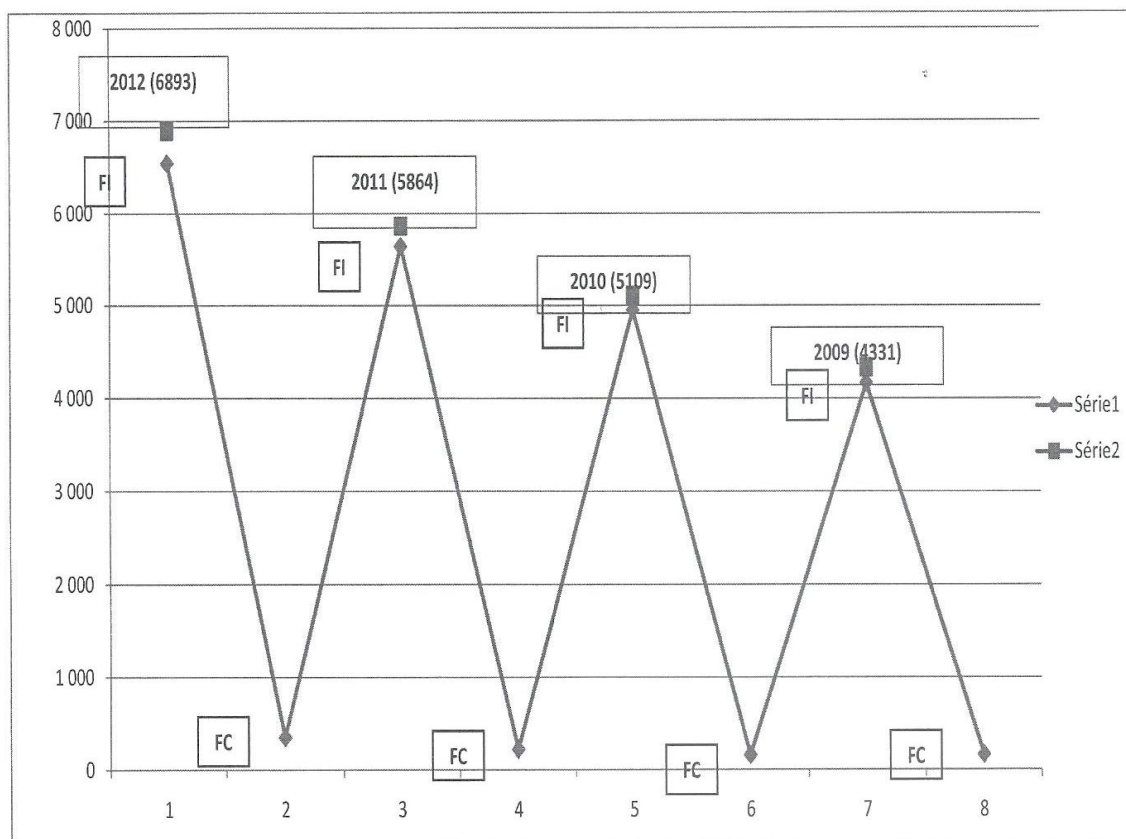 8 000
2012 (6893)
7 000
FI
2011 (5864)
6 000
FI
2010 (5109)
5 000
FI
2009 (4331)
FI
4 000
Série1
Série2
3 000
2 000
1 000
FC
FC
FC
FC
0
1 2 3 4 5 6 7 8